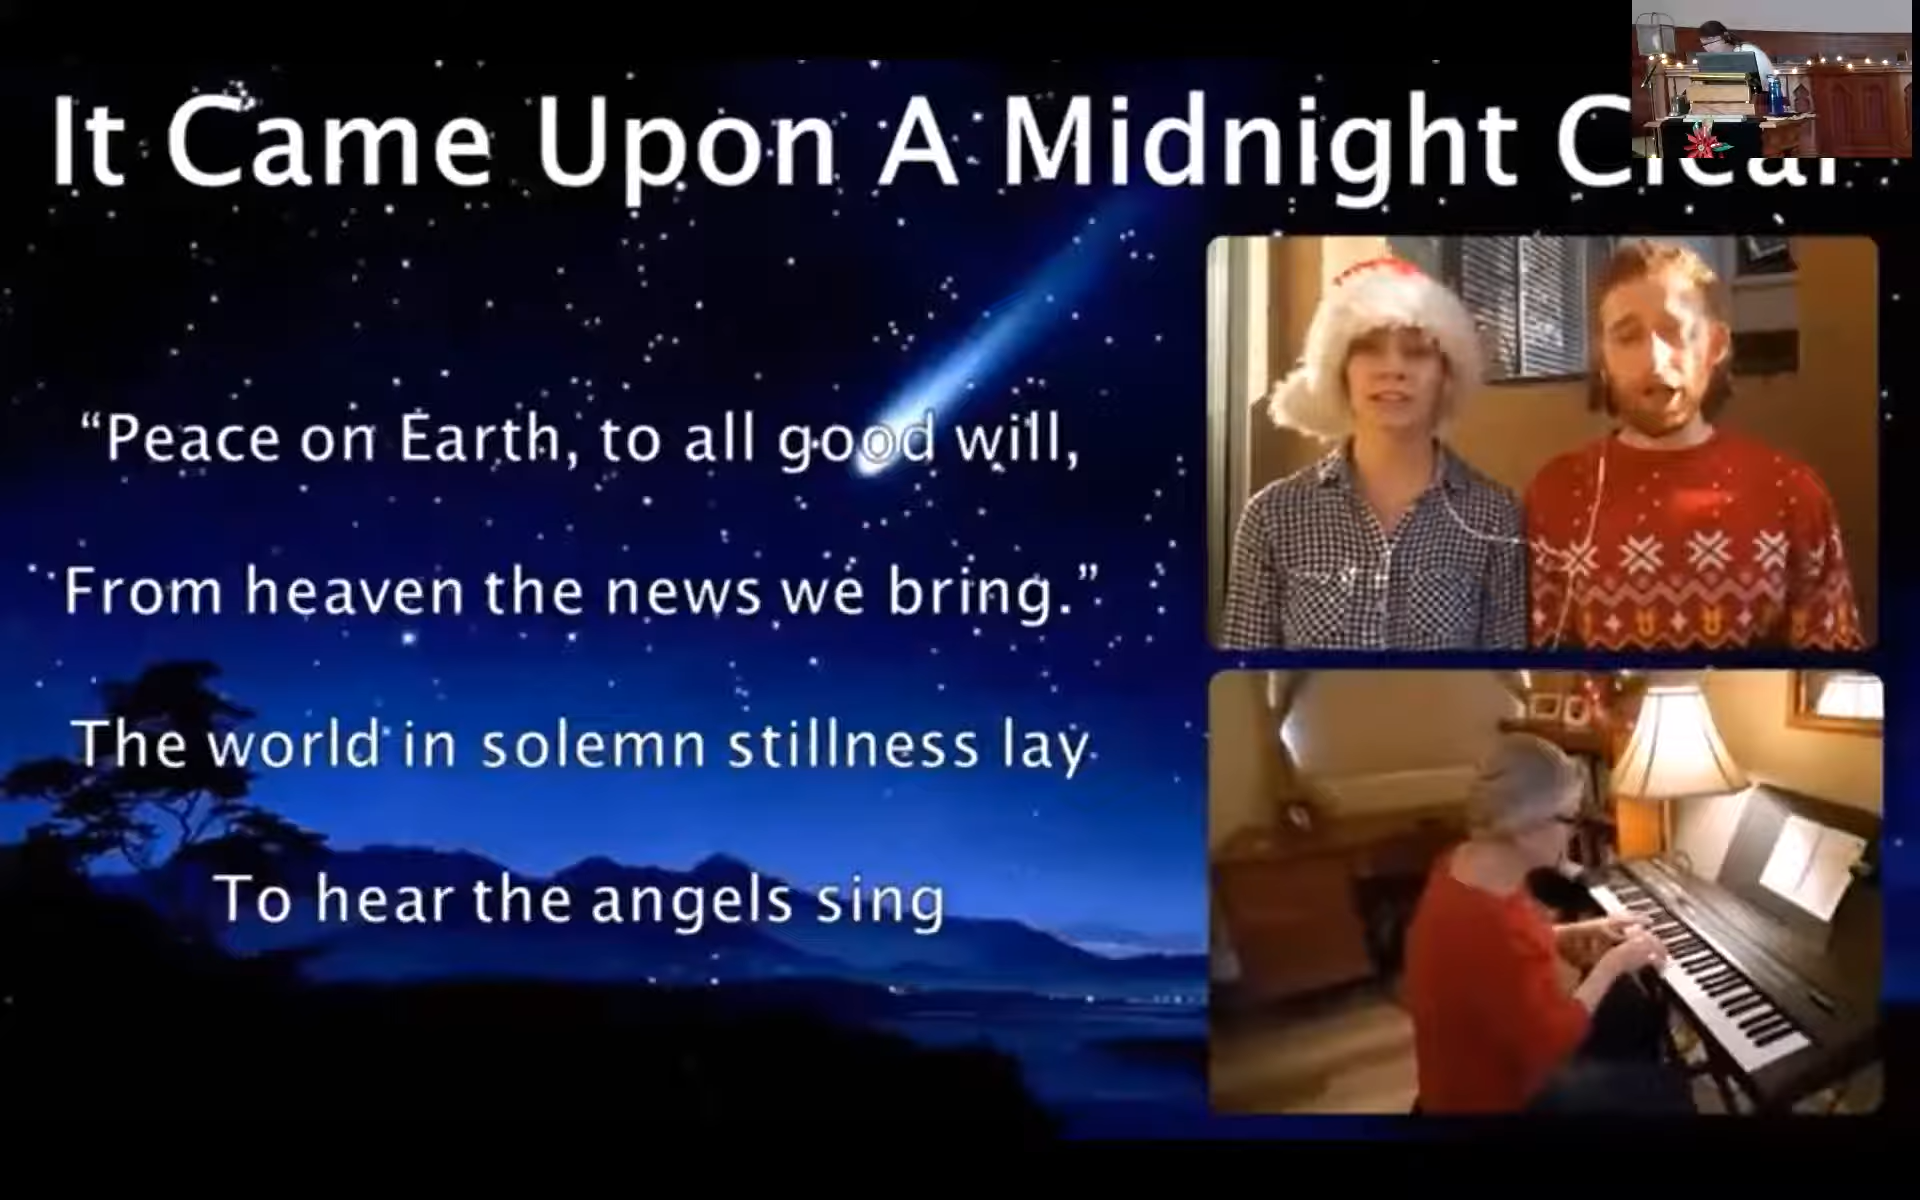 It Came Upon A Midnight Clear
“Peace on Earth, to all good will,
From heaven the news we bring.”
The world in solemn stillness lay
To hear the angels sing